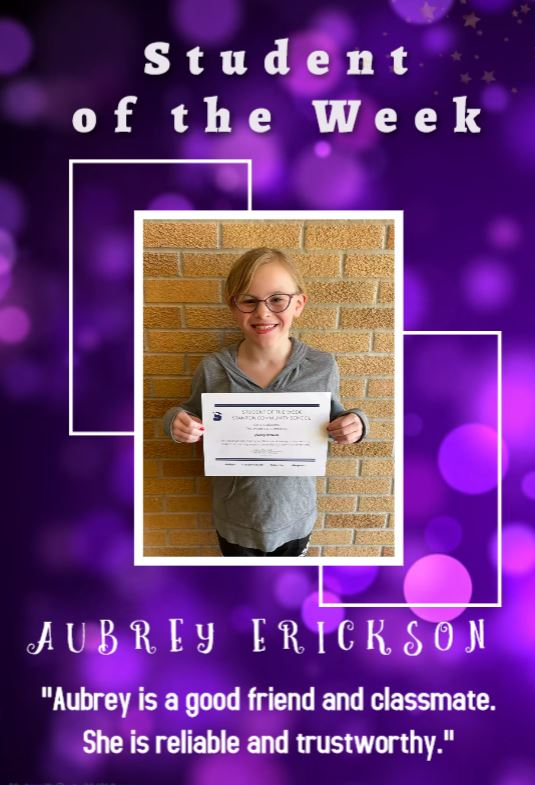 Student
of the Week
STUDENT OF THE WEEK
STANTON COMMUNITY SCHOOL
AUBREY ERICKSON
"Aubrey is a good friend and classmate.
She is reliable and trustworthy."